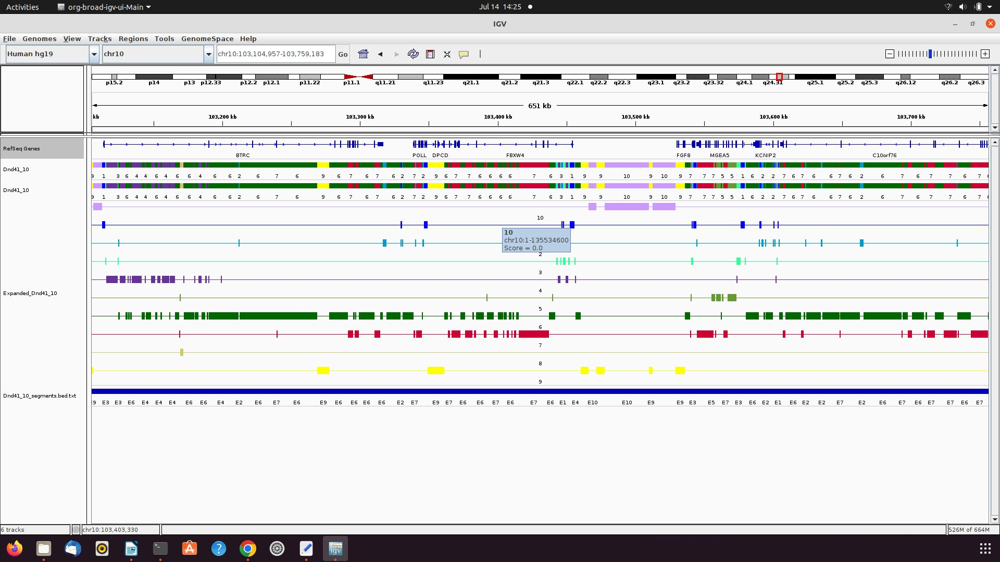 Activities org-broad-igv-ui-Main Jul 14 14:25
IGV
File Genomes View Tracks Regions Tools GenomeSpace Help
Human hg19 chr10 chr10:103,104,957-103,759,183 Go
p15.2 p14 p13 p12.33 p12.2 p12.1 p11.22 p11.1 q11.21 q11.23 q21.1 q21.2 q21.3 q22.1 q22.2 q22.3 q23.1 q23.2 q23.32 q24.1 q24.31 q25.1 q25.2 q25.3 q26.12 q26.2 q26.3
651 kb
kb 103,200 kb 103,300 kb 103,400 kb 103,500 kb 103,600 kb 103,700 kb
RefSeq Genes
BTRC POLL DPCD FBXW4 FGF8 MGEA5 KCNIP2 C10orf76
Dnd41_10
9 1 3 6 4 4 6 4 6 6 4 6 6 2 6 7 6 9 6 7 6 7 6 2 7 2 9 6 7 7 6 6 6 6 7 6 3 1 9 9 10 9 10 9 7 7 7 5 5 1 6 2 2 7 6 7 6 6 7 6 2 6 7 6 7 7 6 7 6
Dnd41_10
9 1 3 6 4 4 6 4 6 6 4 6 6 2 6 7 6 9 6 7 6 7 6 2 7 2 9 6 7 7 6 6 6 6 7 6 3 1 9 9 10 9 10 9 7 7 7 5 5 1 6 2 2 7 6 7 6 6 7 6 2 6 7 6 7 7 6 7 6
10
10
chr10:1-135534600
Score = 0.0
2
3
4
Expanded_Dnd41_10
5
6
7
8
9
Dnd41_10_segments.bed.txt
E9 E3 E3 E6 E4 E4 E4 E6 E6 E4 E2 E6 E7 E6 E9 E6 E6 E6 E6 E2 E7 E9 E7 E6 E6 E7 E6 E7 E6 E1 E4 E10 E10 E9 E9 E3 E5 E7 E3 E6 E2 E1 E6 E2 E2 E7 E2 E6 E7 E6 E7 E7 E6 E7
6 tracks chr10:103,403,330 526M of 664M
>_
?
igv